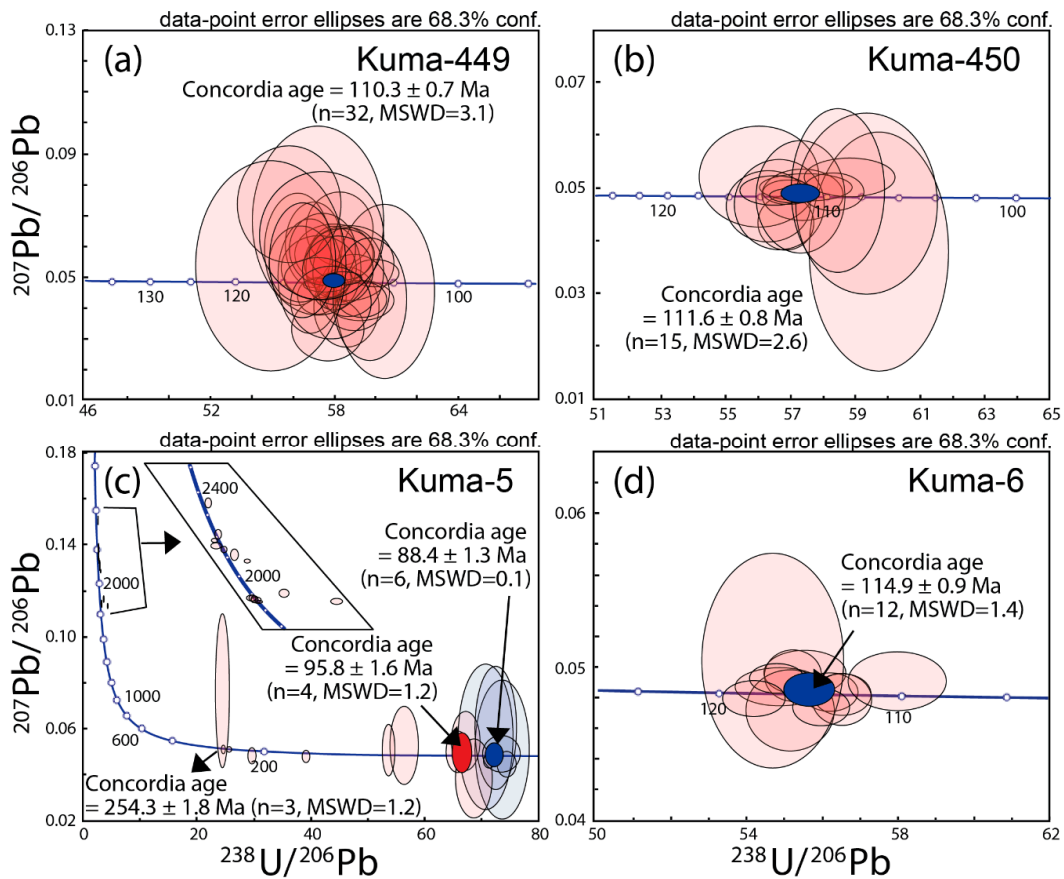 data-point error ellipses are 68.3% conf.
data-point error ellipses are 68.3% conf.
0.13
(a)
Kuma-449
Concordia age = 110.3 ± 0.7 Ma
(n=32, MSWD=3.1)
207Pb/ 206Pb
0.09
0.05
130
120
100
0.01
46
52
58
64
(b)
Kuma-450
0.07
0.05
120
110
100
Concordia age
= 111.6 ± 0.8 Ma
(n=15, MSWD=2.6)
0.03
0.01
51
53
55
57
59
61
63
65
data-point error ellipses are 68.3% conf.
data-point error ellipses are 68.3% conf.
0.18
(c)
Kuma-5
2400
Concordia age
= 88.4 ± 1.3 Ma
(n=6, MSWD=0.1)
0.14
2000
2000
207Pb/ 206Pb
0.10
Concordia age
= 95.8 ± 1.6 Ma
(n=4, MSWD=1.2)
1000
0.06
600
200
Concordia age
= 254.3 ± 1.8 Ma (n=3, MSWD=1.2)
0.02
0
20
40
60
80
238U/206Pb
(d)
Kuma-6
0.06
Concordia age
= 114.9 ± 0.9 Ma
(n=12, MSWD=1.4)
0.05
120
110
0.04
50
54
58
62
238U/206Pb